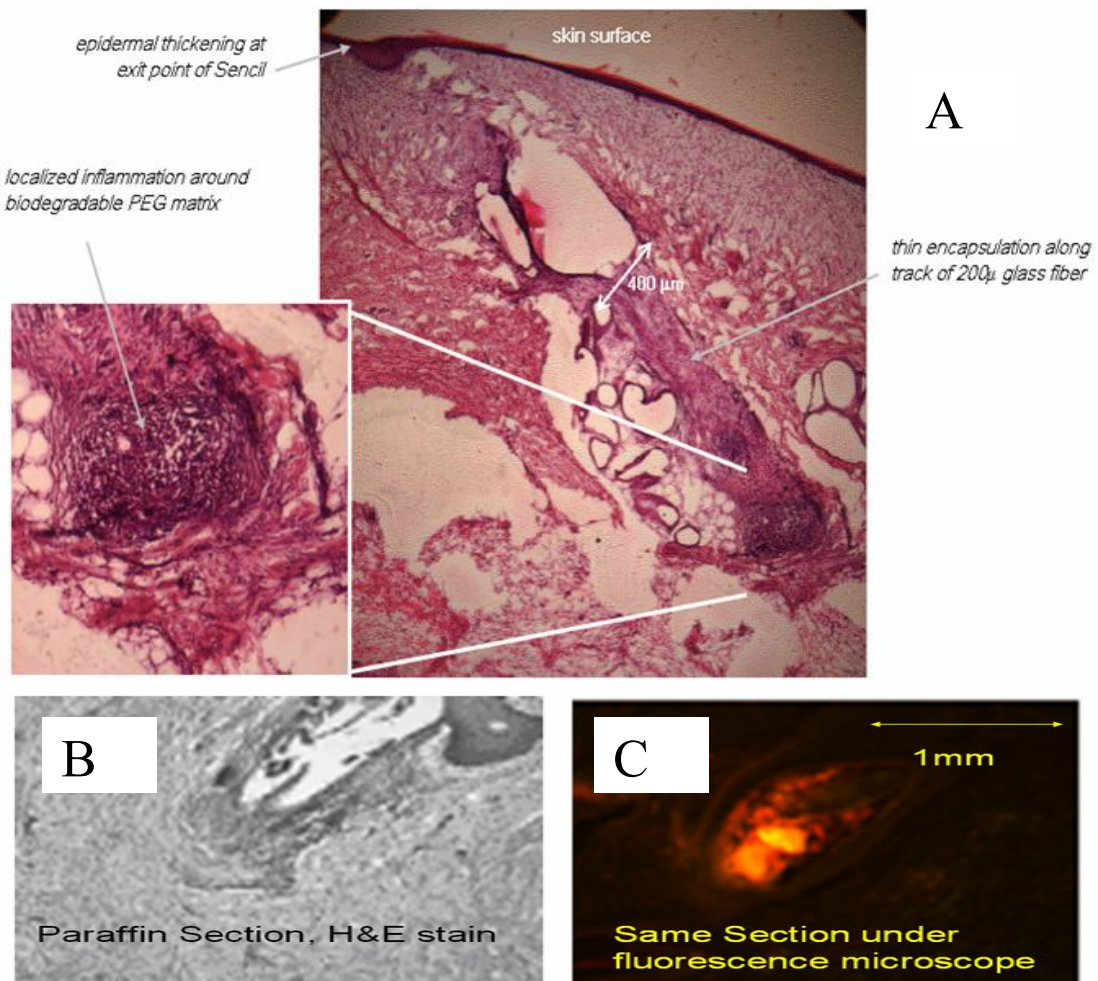 epidermal thickening at
exit point of Sencil
skin surface
A
localized inflammation around
biodegradable PEG matrix
thin encapsulation along
track of 200μ glass fiber
400 μm
B
Paraffin Section, H&E stain
C
1mm
Same Section under
fluorescence microscope